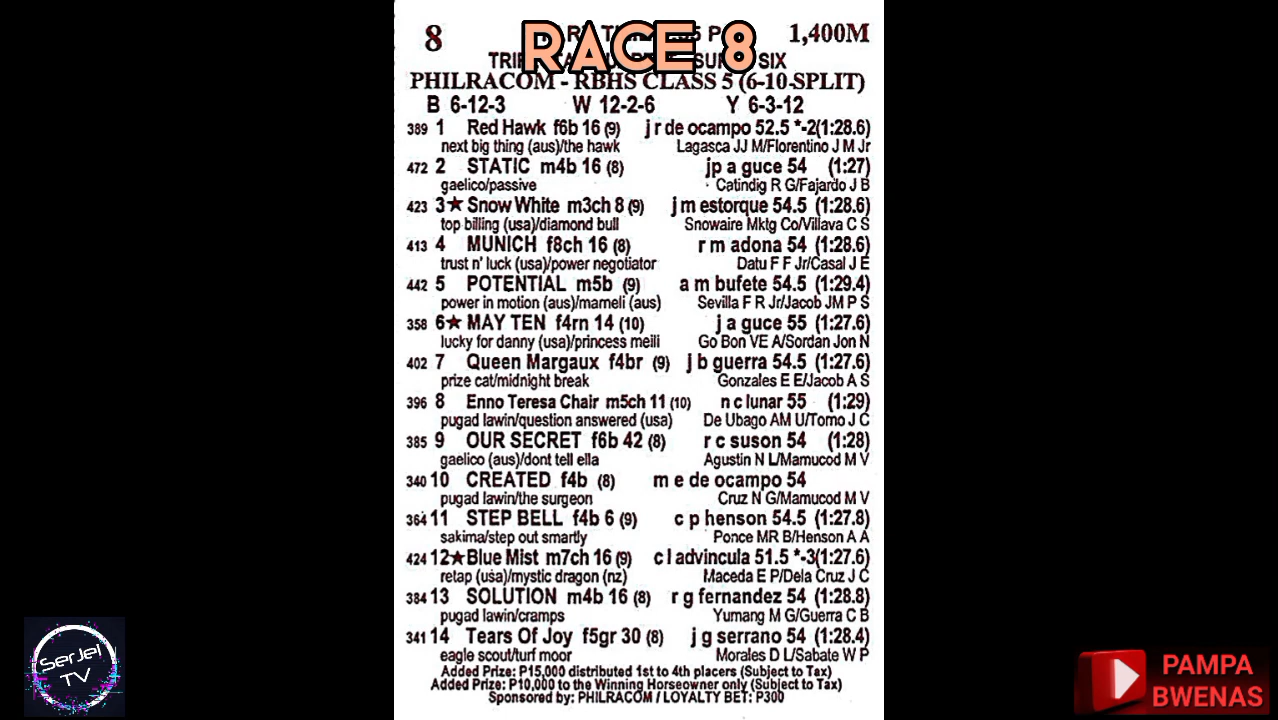 8
RACE 8
1,400M
SIX
PHILRACOM - RBHS CLASS 5 (6-10-SPLIT)
B 6-12-3 W 12-2-6 Y 6-3-12
389 1 Red Hawk f6b 16 (9) j r de ocampo 52.5 *-2(1:28.6)
next big thing (aus)/the hawk Lagasca JJ M/Florentino J M Jr
472 2 STATIC m4b 16 (8) jp a guce 54 (1:27)
gaelico/passive Catindig R G/Fajardo J B
423 3★ Snow White m3ch 8 (9) j m estorque 54.5 (1:28.6)
top billing (usa)/diamond bull Snowaire Mktg Co/Villava C S
413 4 MUNICH f8ch 16 (8) r m adona 54 (1:28.6)
trust n' luck (usa)/power negotiator Datu F F Jr/Casal J E
442 5 POTENTIAL m5b (9) a m bufete 54.5 (1:29.4)
power in motion (aus)/mameli (aus) Sevilla F R Jr/Jacob JM P S
358 6★ MAY TEN f4rn 14 (10) j a guce 55 (1:27.6)
lucky for danny (usa)/princess meili Go Bon VE A/Sordan Jon N
402 7 Queen Margaux f4br (9) j b guerra 54.5 (1:27.6)
prize cat/midnight break Gonzales E E/Jacob A S
396 8 Enno Teresa Chair m5ch 11 (10) n c lunar 55 (1:29)
pugad lawin/question answered (usa) De Ubago AM U/Tomo J C
385 9 OUR SECRET f6b 42 (8) r c suson 54 (1:28)
gaelico (aus)/dont tell ella Agustin N L/Mamucod M V
340 10 CREATED f4b (8) m e de ocampo 54
pugad lawin/the surgeon Cruz N G/Mamucod M V
364 11 STEP BELL f4b 6 (9) c p henson 54.5 (1:27.8)
sakima/step out smartly Ponce MR B/Henson A A
424 12★ Blue Mist m7ch 16 (9) c l advincula 51.5 *-3(1:27.6)
retap (usa)/mystic dragon (nz) Maceda E P/Dela Cruz J C
384 13 SOLUTION m4b 16 (8) r g fernandez 54 (1:28.8)
pugad lawin/cramps Yumang M G/Guerra C B
341 14 Tears Of Joy f5gr 30 (8) j g serrano 54 (1:28.4)
eagle scout/turf moor Morales D L/Sabate W P
Added Prize: P15,000 distributed 1st to 4th placers (Subject to Tax)
Added Prize: P10,000 to the Winning Horseowner only (Subject to Tax)
Sponsored by: PHILRACOM / LOYALTY BET: P300
SerJel
TV
PAMPA
BWENAS